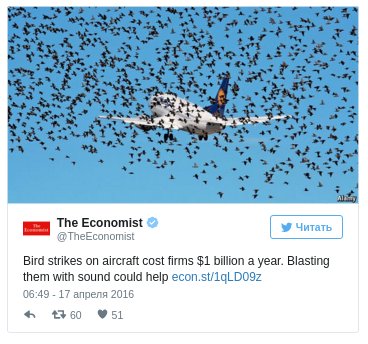 Alamy
The Economist
The Economist
@TheEconomist
Читать
Bird strikes on aircraft cost firms $1 billion a year. Blasting
them with sound could help econ.st/1qLD09z
06:49 - 17 апреля 2016
60
51